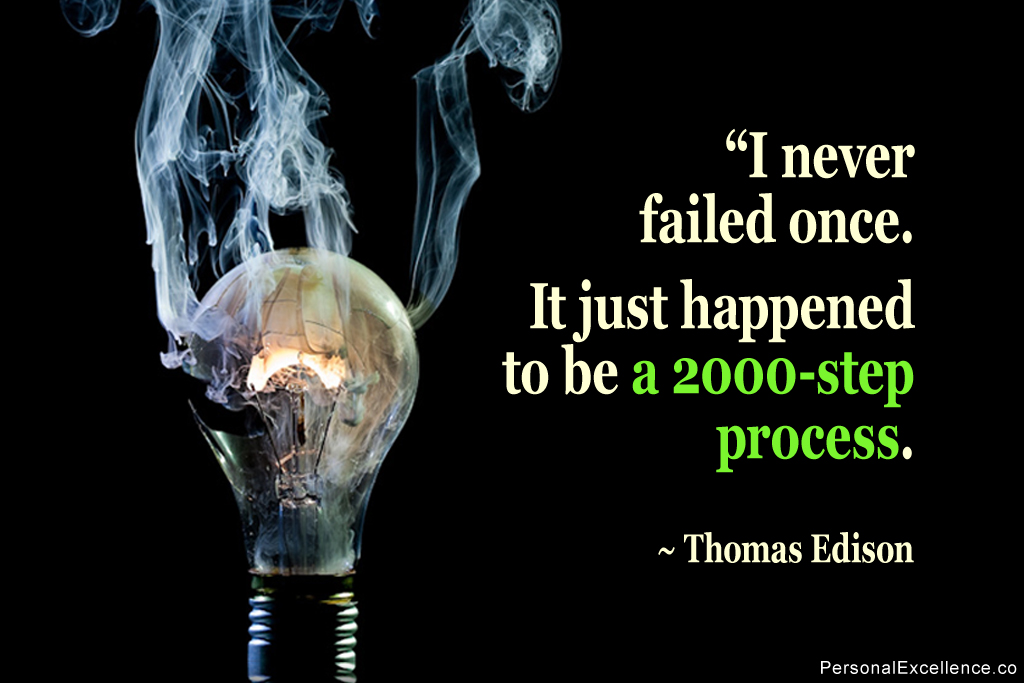 “I never
failed once.
It just happened
to be a 2000-step
process.
~ Thomas Edison
PersonalExcellence.co